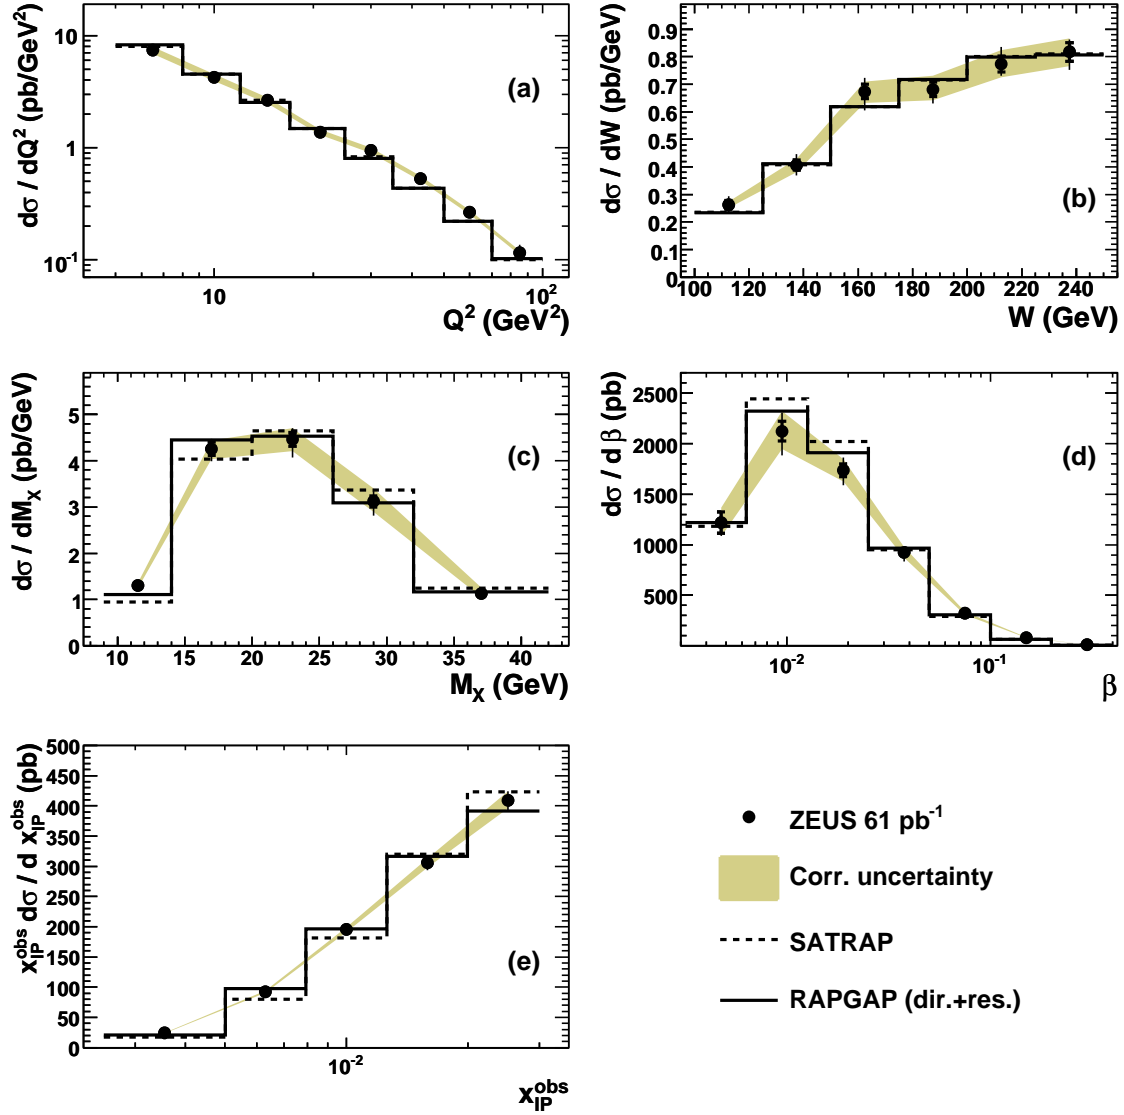 dσ / dQ² (pb/GeV²)
10
1
10⁻¹
(a)
10
10²
Q² (GeV²)
dσ / dW (pb/GeV)
0.9
0.8
0.7
0.6
0.5
0.4
0.3
0.2
0.1
0
(b)
100 120 140 160 180 200 220 240
W (GeV)
dσ / dM_X (pb/GeV)
5
4
3
2
1
0
(c)
10 15 20 25 30 35 40
M_X (GeV)
dσ / d β (pb)
2500
2000
1500
1000
500
(d)
10⁻² 10⁻¹
β
x_IP^obs dσ / d x_IP^obs (pb)
500
450
400
350
300
250
200
150
100
50
0
(e)
10⁻²
x_IP^obs
ZEUS 61 pb⁻¹
Corr. uncertainty
SATRAP
RAPGAP (dir.+res.)